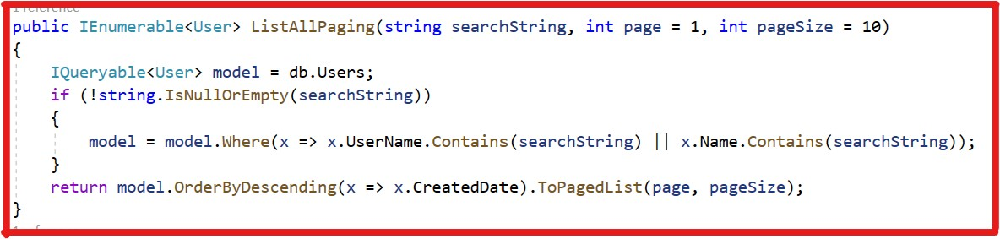 1 reference
public IEnumerable<User> ListAllPaging(string searchString, int page = 1, int pageSize = 10)
{
    IQueryable<User> model = db.Users;
    if (!string.IsNullOrEmpty(searchString))
    {
        model = model.Where(x => x.UserName.Contains(searchString) || x.Name.Contains(searchString));
    }
    return model.OrderByDescending(x => x.CreatedDate).ToPagedList(page, pageSize);
}